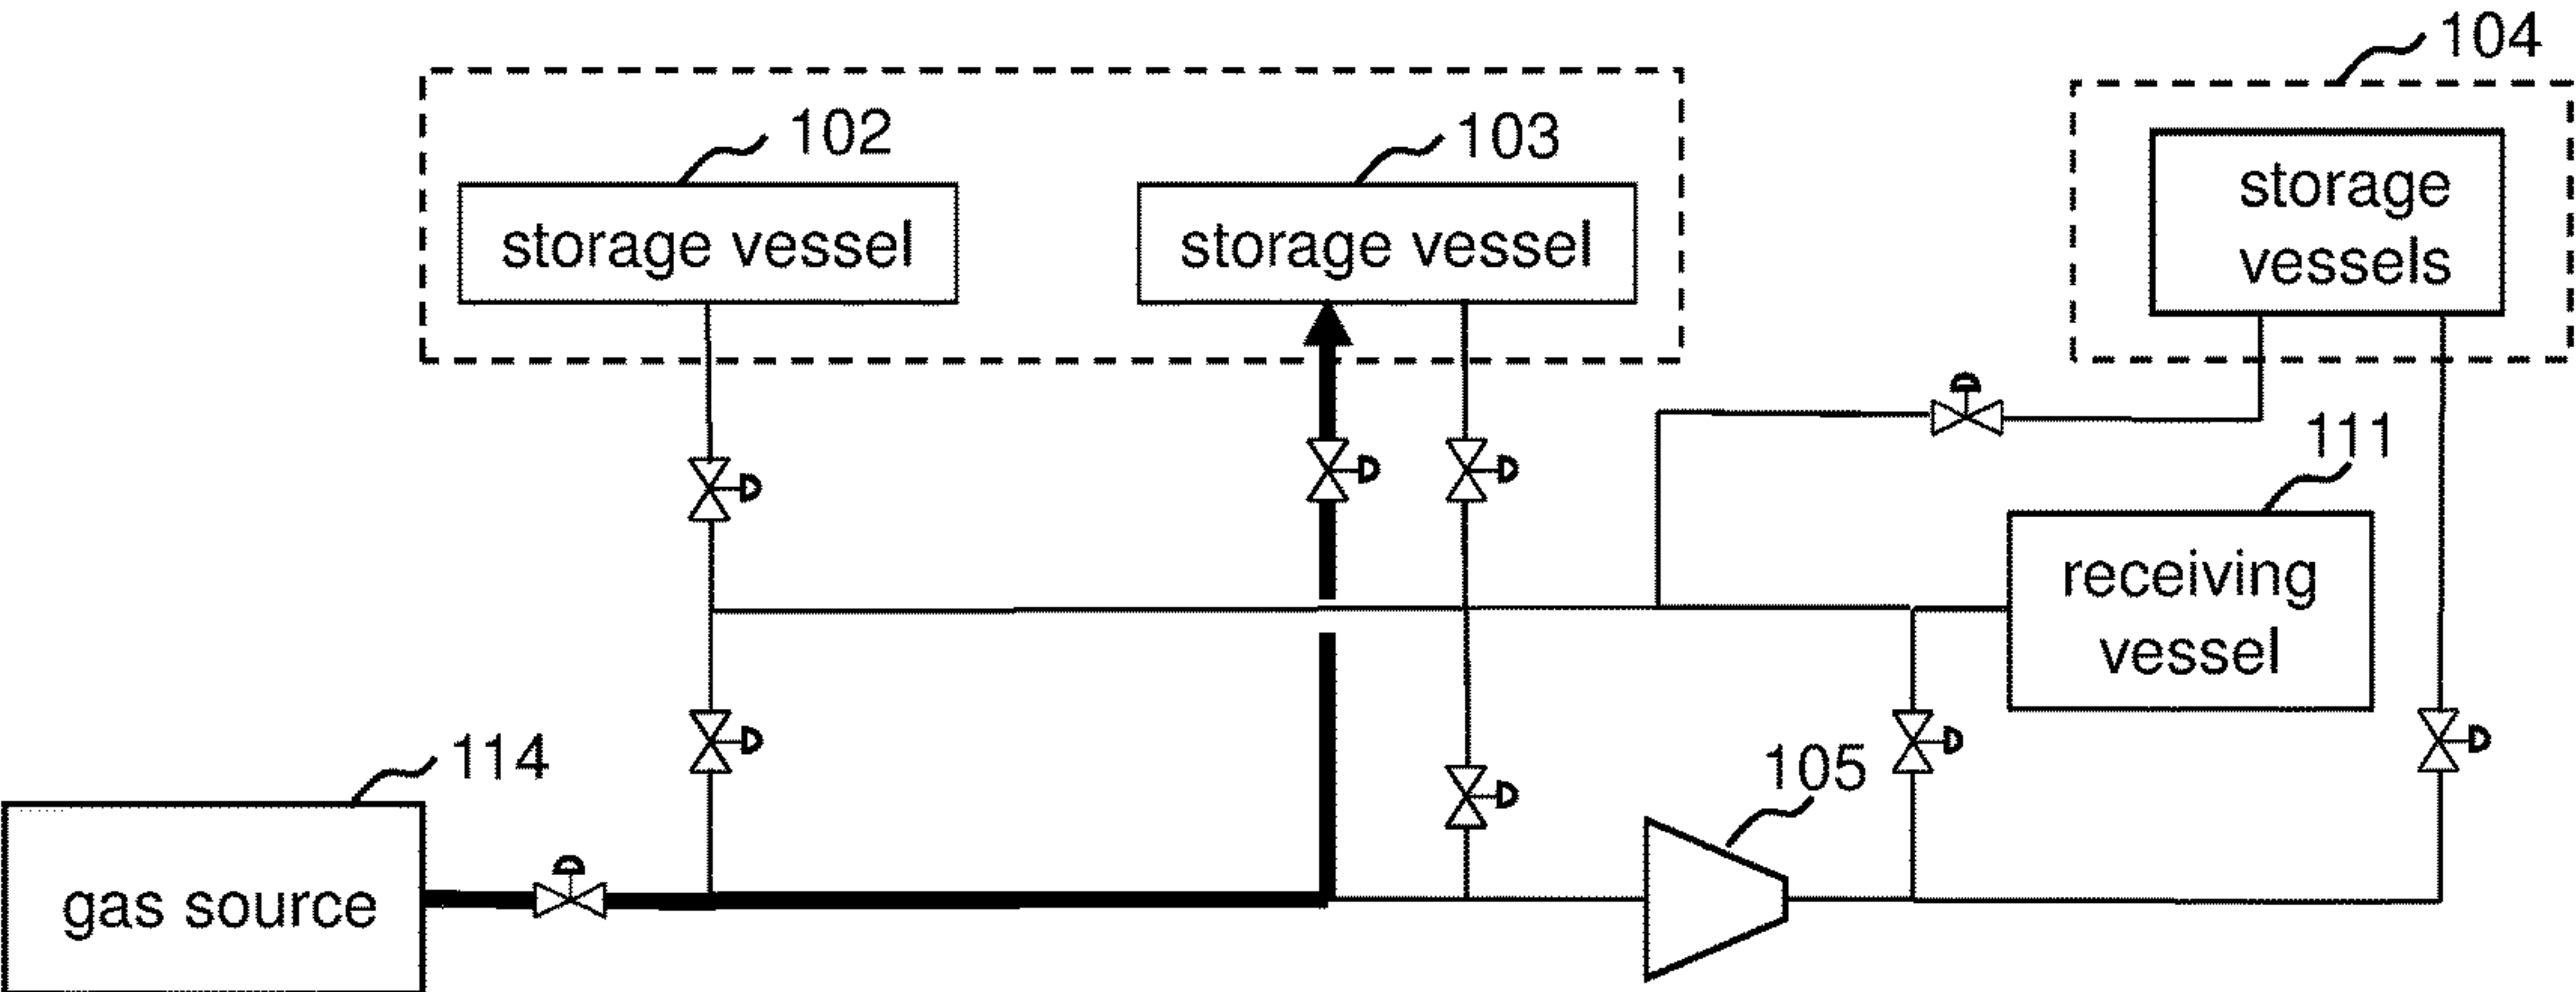 104
102
103
storage
vessels
storage vessel
storage vessel
111
receiving
vessel
114
105
gas source